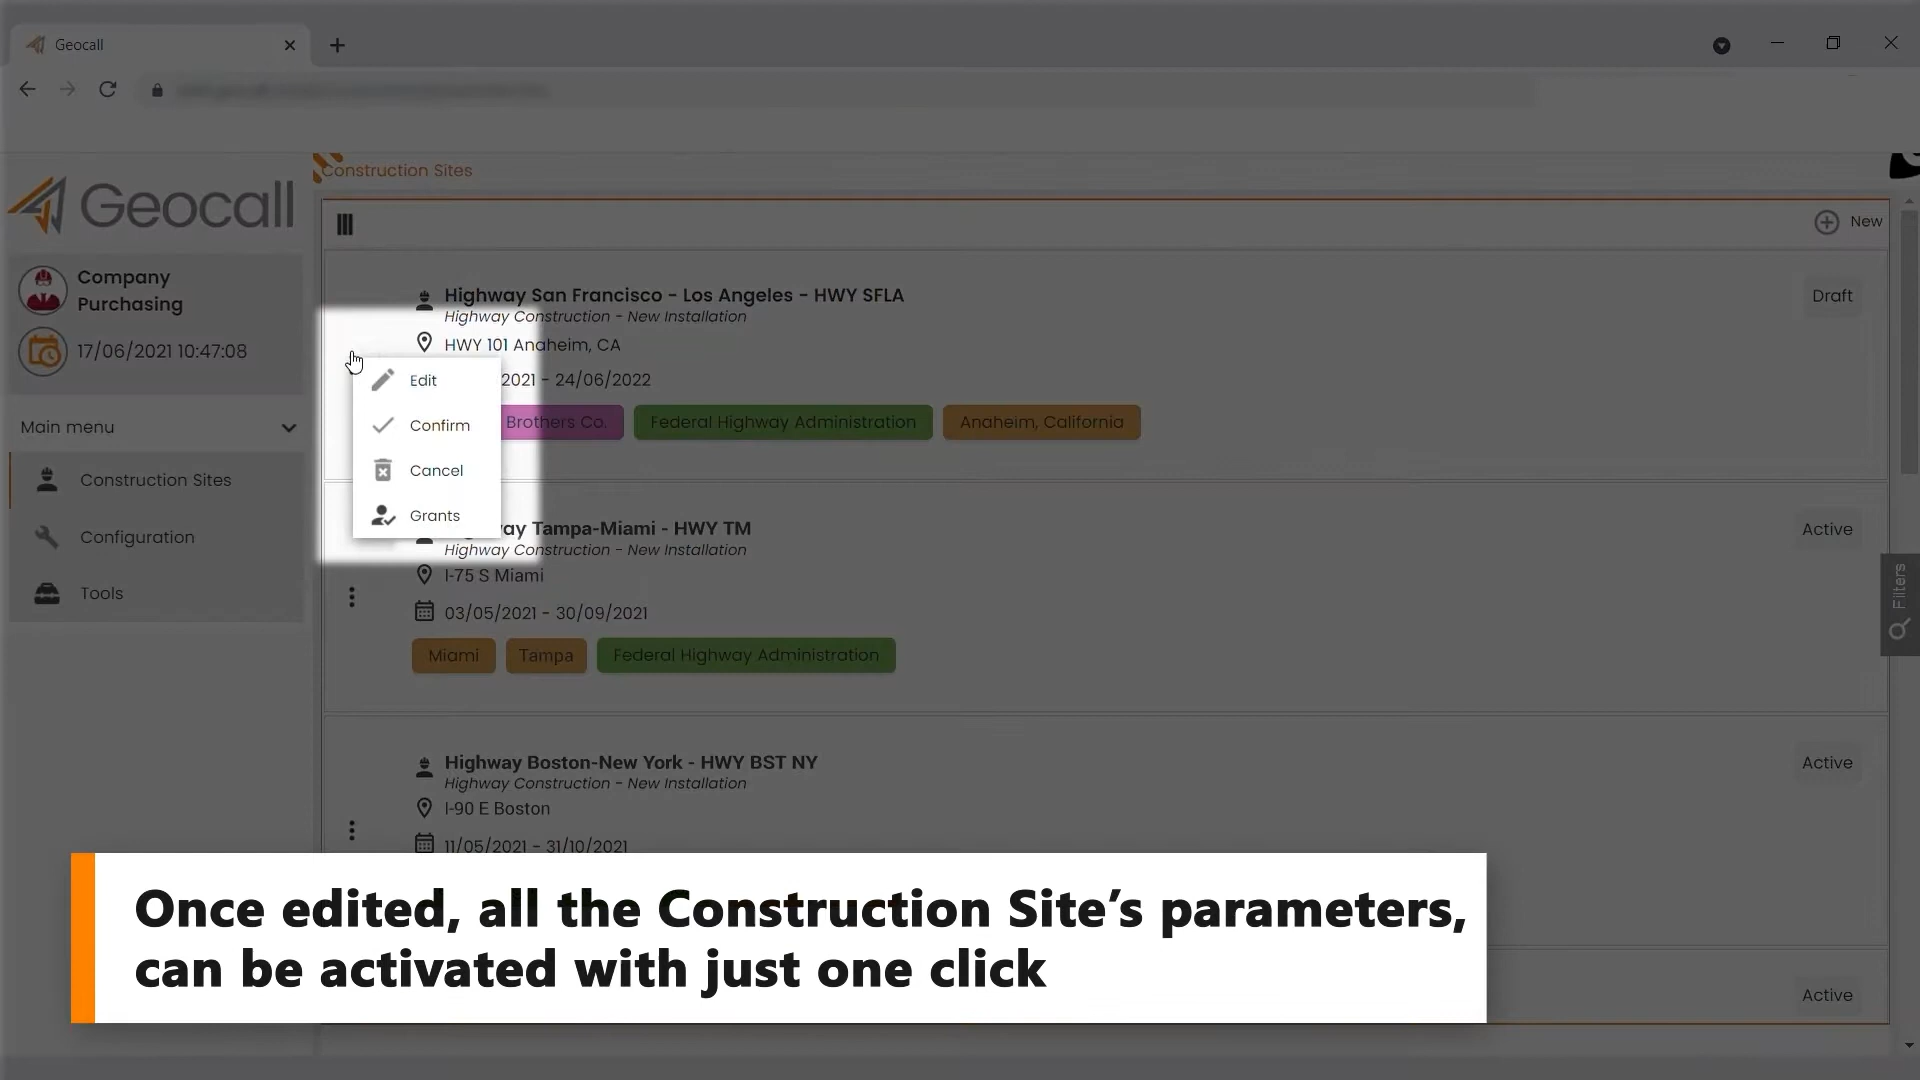 Geocall
Construction Sites
Geocall
New
Company
Purchasing
17/06/2021 10:47:08
Main menu
Construction Sites
Configuration
Tools
Highway San Francisco - Los Angeles - HWY SFLA
Draft
Highway Construction - New Installation
HWY 101 Anaheim, CA
2021 - 24/06/2022
Brothers Co.
Federal Highway Administration
Anaheim, California
Edit
Confirm
Cancel
Grants
ay Tampa-Miami - HWY TM
Active
Highway Construction - New Installation
I-75 S Miami
03/05/2021 - 30/09/2021
Miami
Tampa
Federal Highway Administration
Filters
Highway Boston-New York - HWY BST NY
Active
Highway Construction - New Installation
I-90 E Boston
11/05/2021 - 31/10/2021
Active
Once edited, all the Construction Site’s parameters,
can be activated with just one click